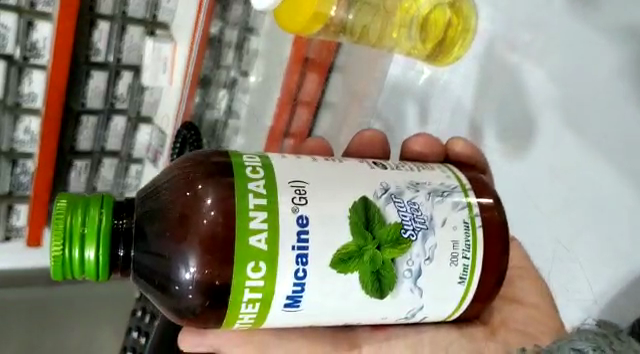 THETIC ANTACID
(Mucaine® Gel)
Sugar
Free
200 ml
Mint Flavour